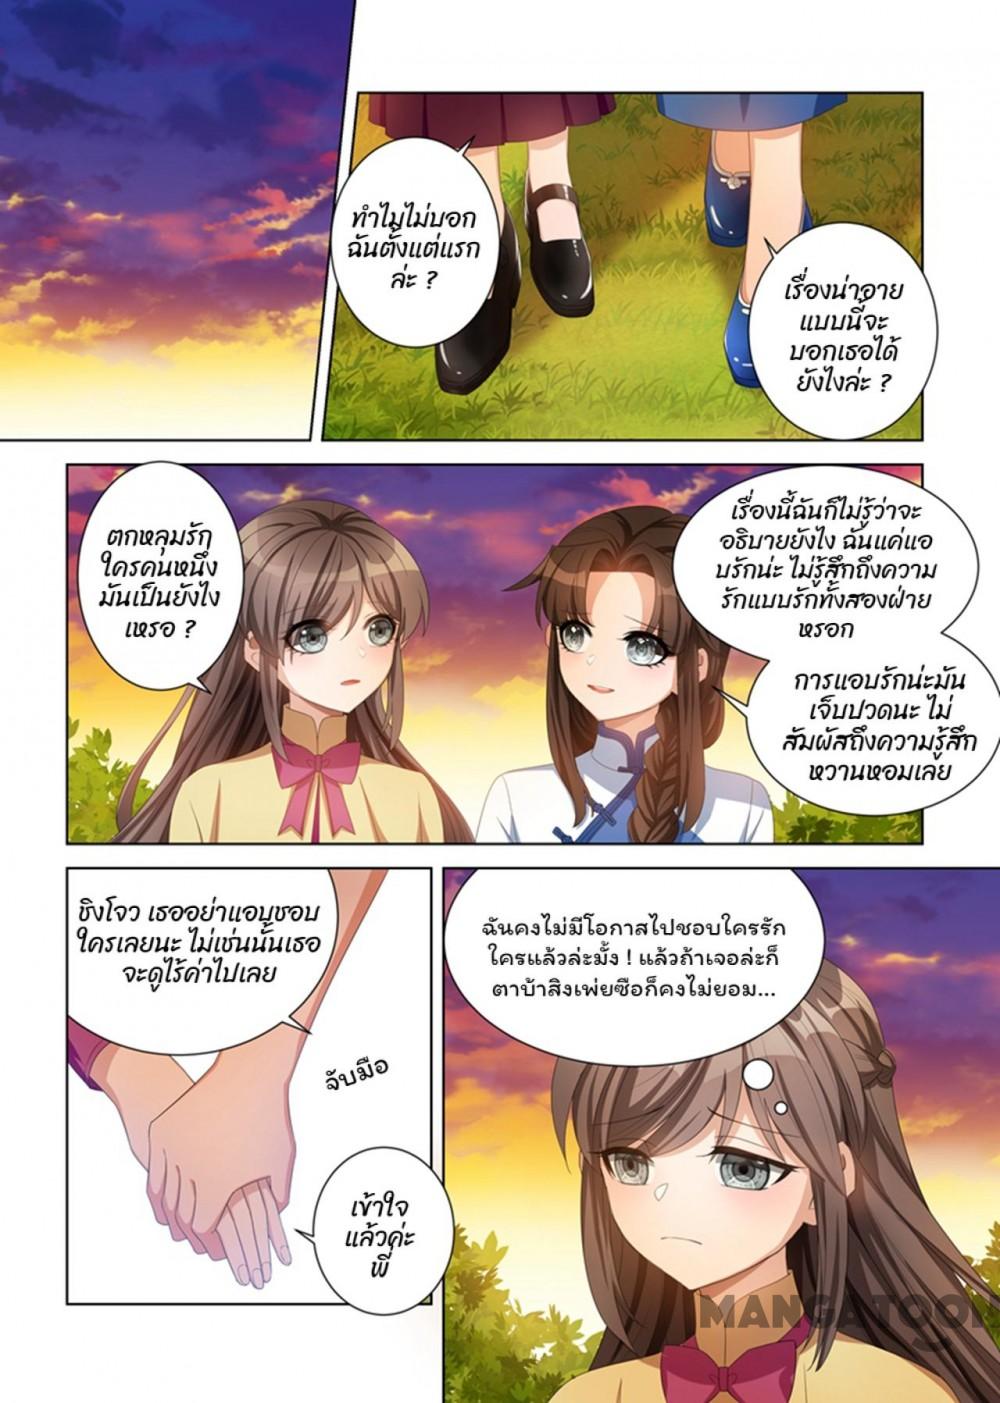 ทำไมไม่บอก
ฉันตั้งแต่แรก
ล่ะ ?
เรื่องน่าอาย
แบบนี้จะ
บอกเธอได้
ยังไงล่ะ ?
ตกหลุมรัก
ใครคนหนึ่ง
มันเป็นยังไง
เหรอ ?
เรื่องนี้ฉันก็ไม่รู้ว่าจะ
อธิบายยังไง ฉันแค่แอ
บรักน่ะ ไม่รู้สึกถึงความ
รักแบบรักทั้งสองฝ่าย
หรอก
การแอบรักน่ะมัน
เจ็บปวดนะ ไม่
สัมผัสถึงความรู้สึก
หวานหอมเลย
ชิงโจว เธออย่าแอบชอบ
ใครเลยนะ ไม่เช่นนั้นเธอ
จะดูไร้ค่าไปเลย
จับมือ
เข้าใจ
แล้วค่ะ
พี่
ฉันคงไม่มีโอกาสไปชอบใครรัก
ใครแล้วล่ะมั้ง ! แล้วถ้าเจอล่ะก็
ตาบ้าสิงเพ่ยซือก็คงไม่ยอม...
MANGATOON